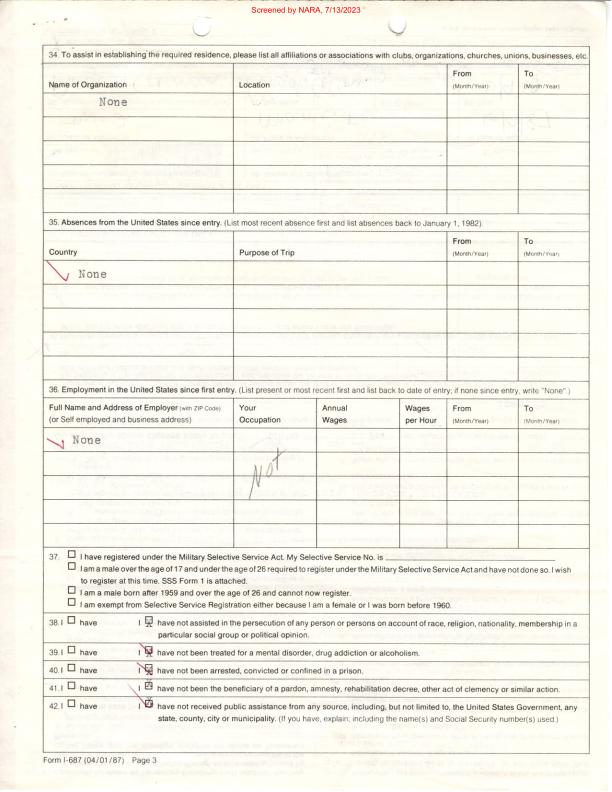 Screened by NARA, 7/13/2023
34. To assist in establishing the required residence, please list all affiliations or associations with clubs, organizations, churches, unions, businesses, etc.
Name of Organization Location From (Month/Year) To (Month/Year)
None
35. Absences from the United States since entry. (List most recent absence first and list absences back to January 1, 1982).
Country Purpose of Trip From (Month/Year) To (Month/Year)
None
36. Employment in the United States since first entry. (List present or most recent first and list back to date of entry; if none since entry, write "None".)
Full Name and Address of Employer (with ZIP Code) Your Annual Wages From To
(or Self employed and business address) Occupation Wages per Hour (Month/Year) (Month/Year)
None
Not
37. I have registered under the Military Selective Service Act. My Selective Service No. is
I am a male over the age of 17 and under the age of 26 required to register under the Military Selective Service Act and have not done so. I wish
to register at this time. SSS Form 1 is attached.
I am a male born after 1959 and over the age of 26 and cannot now register.
I am exempt from Selective Service Registration either because I am a female or I was born before 1960.
38. I have I X have not assisted in the persecution of any person or persons on account of race, religion, nationality, membership in a
particular social group or political opinion.
39. I have I X have not been treated for a mental disorder, drug addiction or alcoholism.
40. I have I X have not been arrested, convicted or confined in a prison.
41. I have I X have not been the beneficiary of a pardon, amnesty, rehabilitation decree, other act of clemency or similar action.
42. I have I X have not received public assistance from any source, including, but not limited to, the United States Government, any
state, county, city or municipality. (If you have, explain, including the name(s) and Social Security number(s) used.)
Form I-687 (04/01/87) Page 3